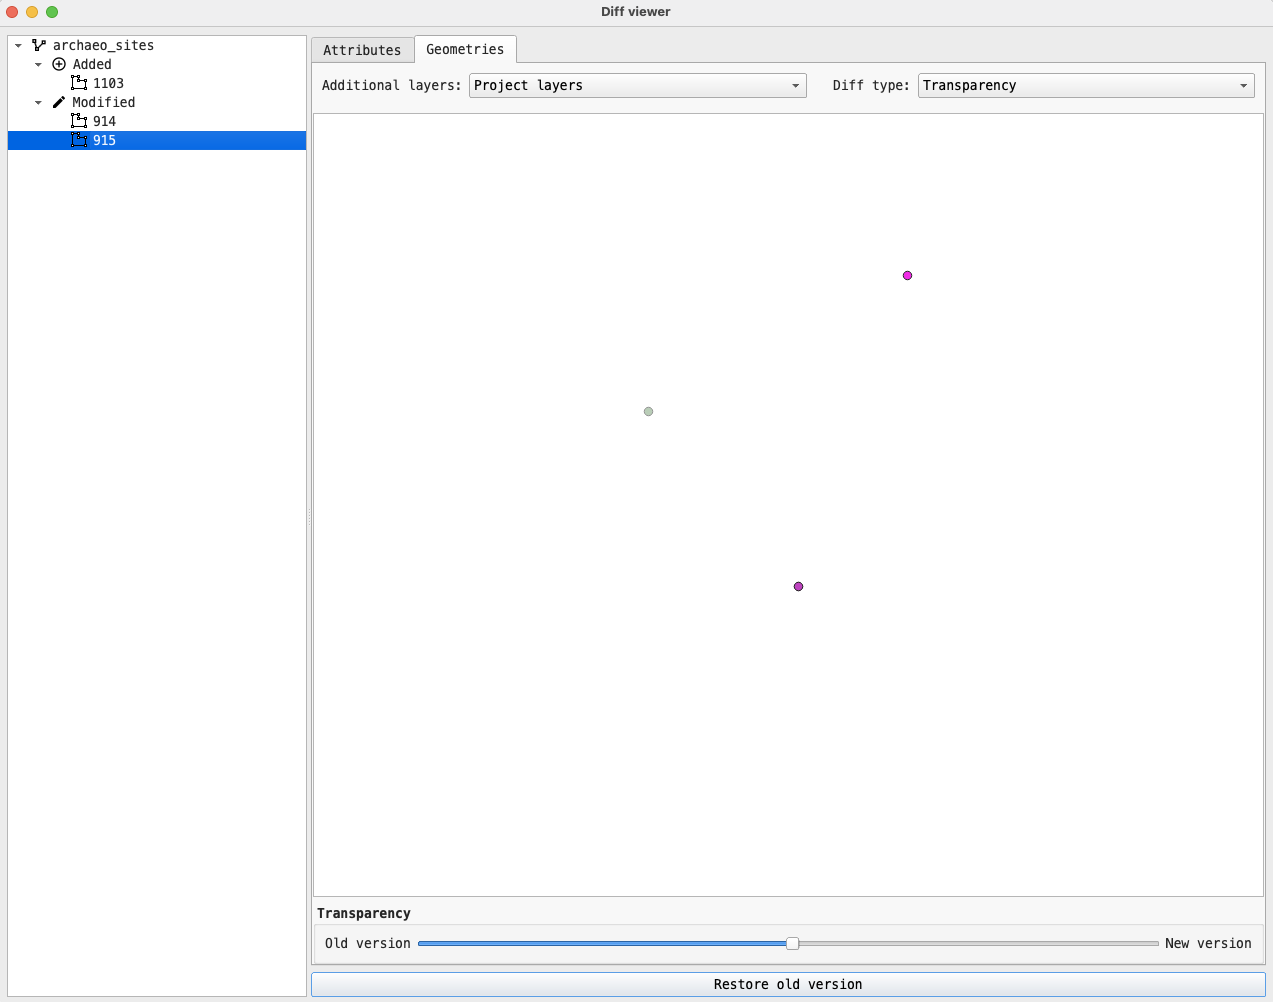 Diff viewer
archaeo_sites
Added
1103
Modified
914
915
Attributes
Geometries
Additional layers: Project layers
Diff type: Transparency
Transparency
Old version
New version
Restore old version